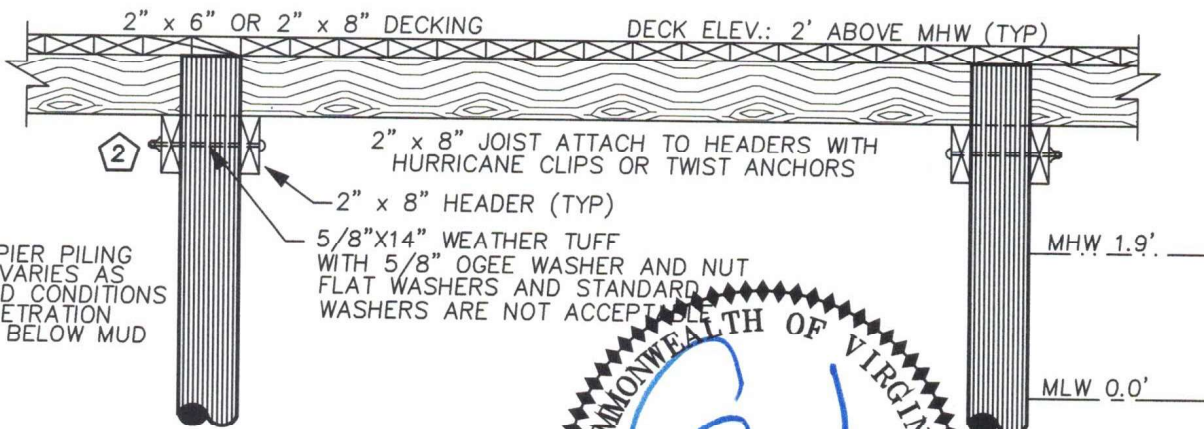 2" x 6" OR 2" x 8" DECKING
DECK ELEV.: 2' ABOVE MHW (TYP)
2
2" x 8" JOIST ATTACH TO HEADERS WITH
HURRICANE CLIPS OR TWIST ANCHORS
2" x 8" HEADER (TYP)
5/8"X14" WEATHER TUFF
WITH 5/8" OGEE WASHER AND NUT
FLAT WASHERS AND STANDARD
WASHERS ARE NOT ACCEPTABLE
PIER PILING
VARIES AS
D CONDITIONS
ETRATION
BELOW MUD
MHW 1.9'
MLW 0.0'
MMONWEALTH OF VIRGIN